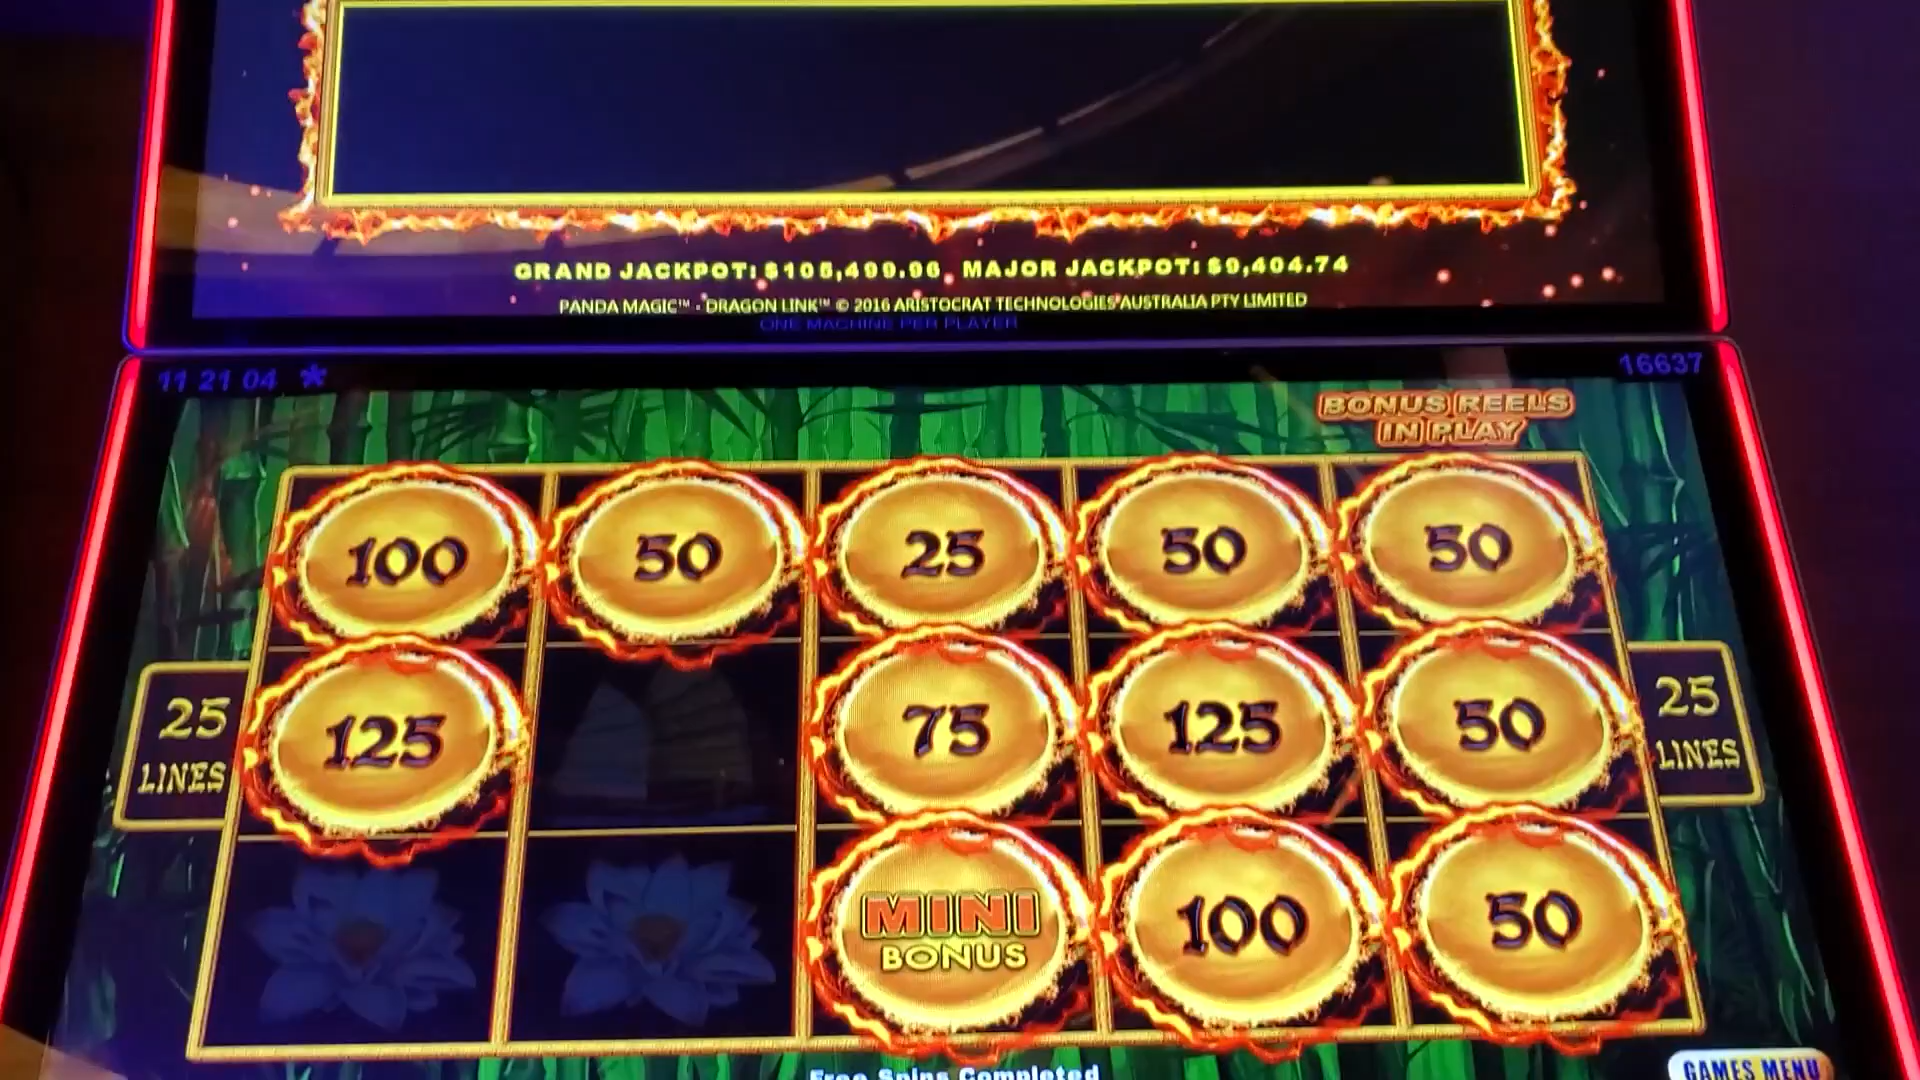 GRAND JACKPOT: $105,499.96 MAJOR JACKPOT: $9,404.74
PANDA MAGIC™ - DRAGON LINK™ © 2016 ARISTOCRAT TECHNOLOGIES AUSTRALIA PTY LIMITED
ONE MACHINE PER PLAYER
11 21 04 * 16637
BONUS REELS
IN PLAY
100 50 25 50 50
25
LINES
125 75 125 50
25
LINES
MINI
BONUS
100 50
Free Spins Completed
GAMES MENU